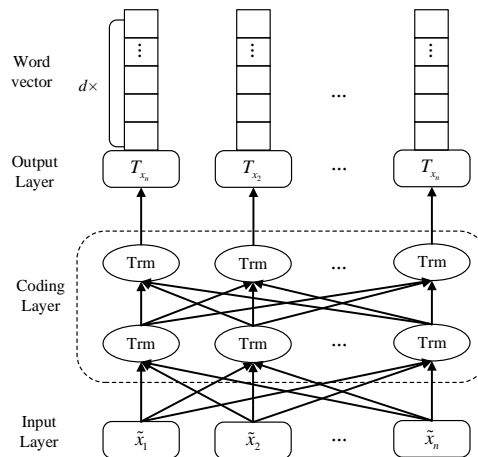 Word
vector
d×
⋮ ⋮ ⋮
...
Output
Layer
T_{x_n} T_{x_2} ... T_{x_n}
Coding
Layer
Trm Trm ... Trm
Trm Trm ... Trm
Input
Layer
x̃_1 x̃_2 ... x̃_n